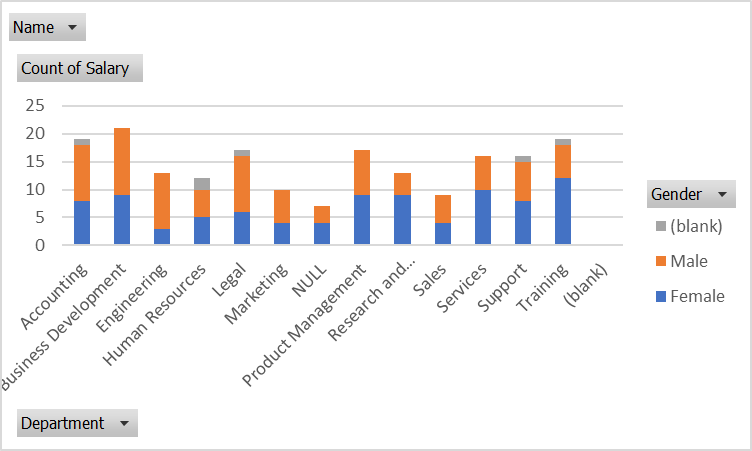 Name
Count of Salary
25
20
15
10
5
0
Accounting
Business Development
Engineering
Human Resources
Legal
Marketing
NULL
Product Management
Research and...
Sales
Services
Support
Training
(blank)
Gender
(blank)
Male
Female
Department